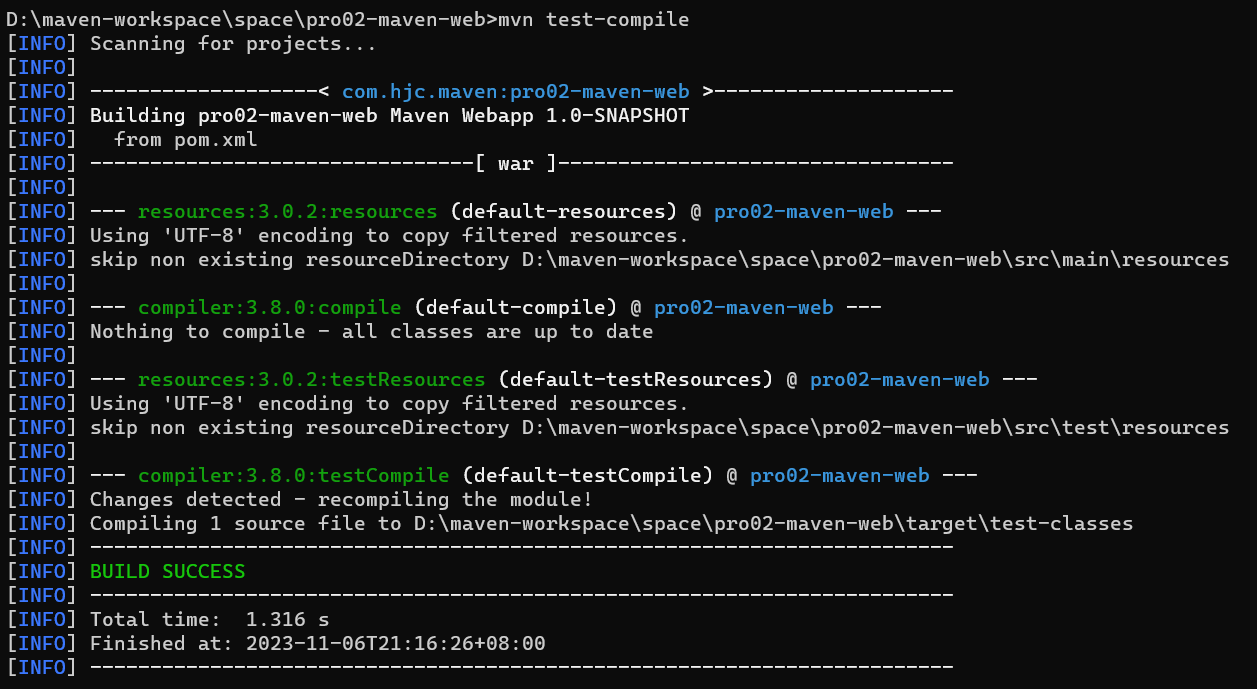 D:\maven-workspace\space\pro02-maven-web>mvn test-compile
[INFO] Scanning for projects...
[INFO]
[INFO] -------------------< com.hjc.maven:pro02-maven-web >--------------------
[INFO] Building pro02-maven-web Maven Webapp 1.0-SNAPSHOT
[INFO]   from pom.xml
[INFO] --------------------------------[ war ]---------------------------------
[INFO]
[INFO] --- resources:3.0.2:resources (default-resources) @ pro02-maven-web ---
[INFO] Using 'UTF-8' encoding to copy filtered resources.
[INFO] skip non existing resourceDirectory D:\maven-workspace\space\pro02-maven-web\src\main\resources
[INFO]
[INFO] --- compiler:3.8.0:compile (default-compile) @ pro02-maven-web ---
[INFO] Nothing to compile - all classes are up to date
[INFO]
[INFO] --- resources:3.0.2:testResources (default-testResources) @ pro02-maven-web ---
[INFO] Using 'UTF-8' encoding to copy filtered resources.
[INFO] skip non existing resourceDirectory D:\maven-workspace\space\pro02-maven-web\src\test\resources
[INFO]
[INFO] --- compiler:3.8.0:testCompile (default-testCompile) @ pro02-maven-web ---
[INFO] Changes detected - recompiling the module!
[INFO] Compiling 1 source file to D:\maven-workspace\space\pro02-maven-web\target\test-classes
[INFO] ------------------------------------------------------------------------
[INFO] BUILD SUCCESS
[INFO] ------------------------------------------------------------------------
[INFO] Total time:  1.316 s
[INFO] Finished at: 2023-11-06T21:16:26+08:00
[INFO] ------------------------------------------------------------------------